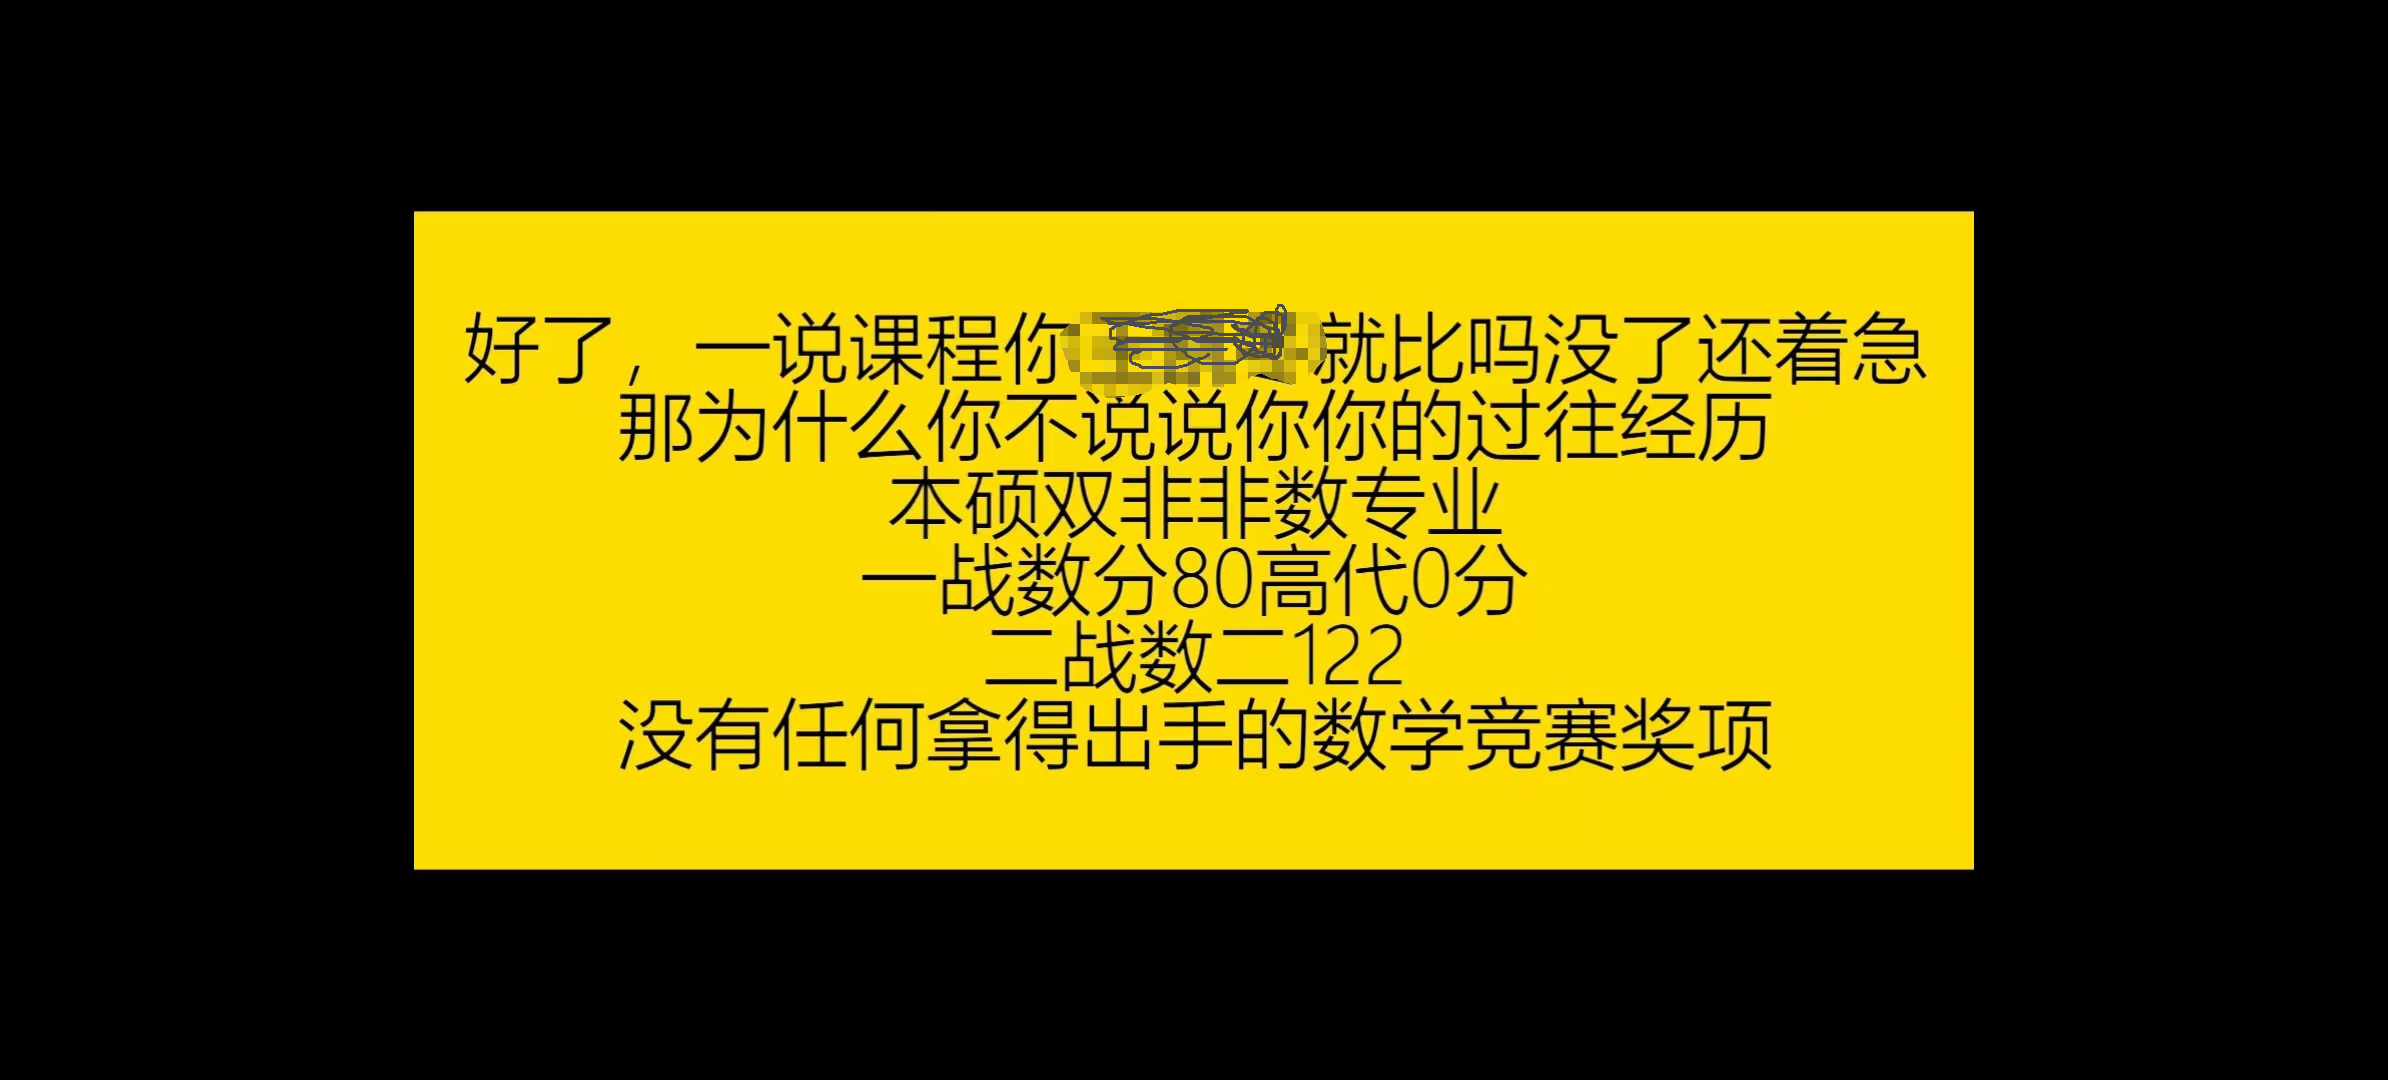 好了，一说课程你就比吗没了还着急
那为什么你不说说你你的过往经历
本硕双非非数专业
一战数分80高代0分
二战数二122
没有任何拿得出手的数学竞赛奖项